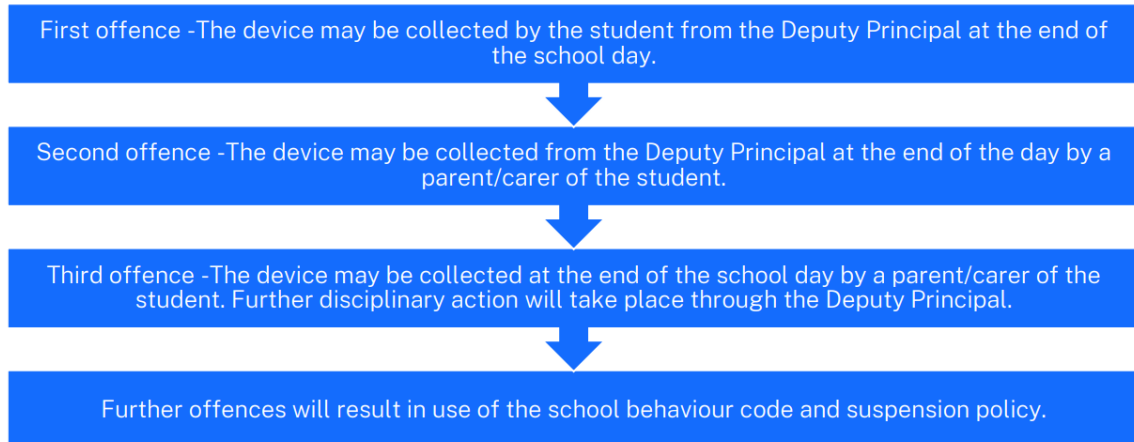 First offence -The device may be collected by the student from the Deputy Principal at the end of
the school day.
Second offence -The device may be collected from the Deputy Principal at the end of the day by a
parent/carer of the student.
Third offence -The device may be collected at the end of the school day by a parent/carer of the
student. Further disciplinary action will take place through the Deputy Principal.
Further offences will result in use of the school behaviour code and suspension policy.